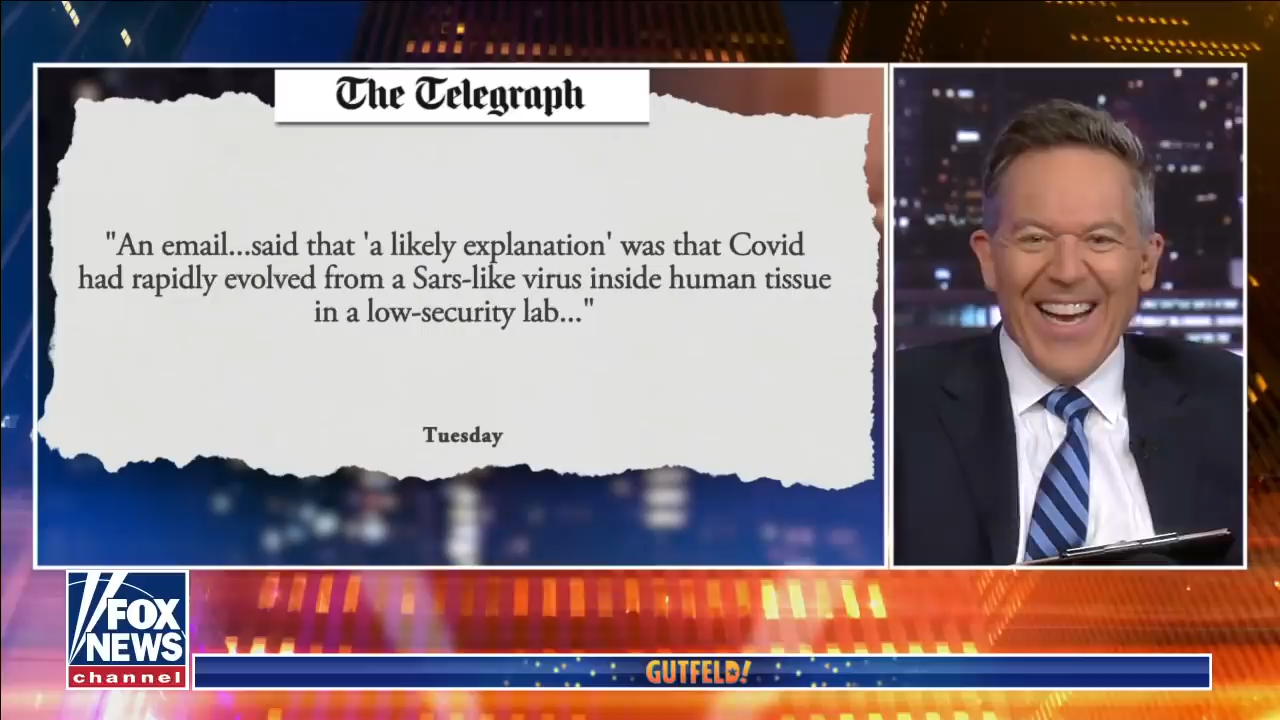 The Telegraph
"An email...said that 'a likely explanation' was that Covid
had rapidly evolved from a Sars-like virus inside human tissue
in a low-security lab..."
Tuesday
FOX
NEWS
channel
GUTFELD!